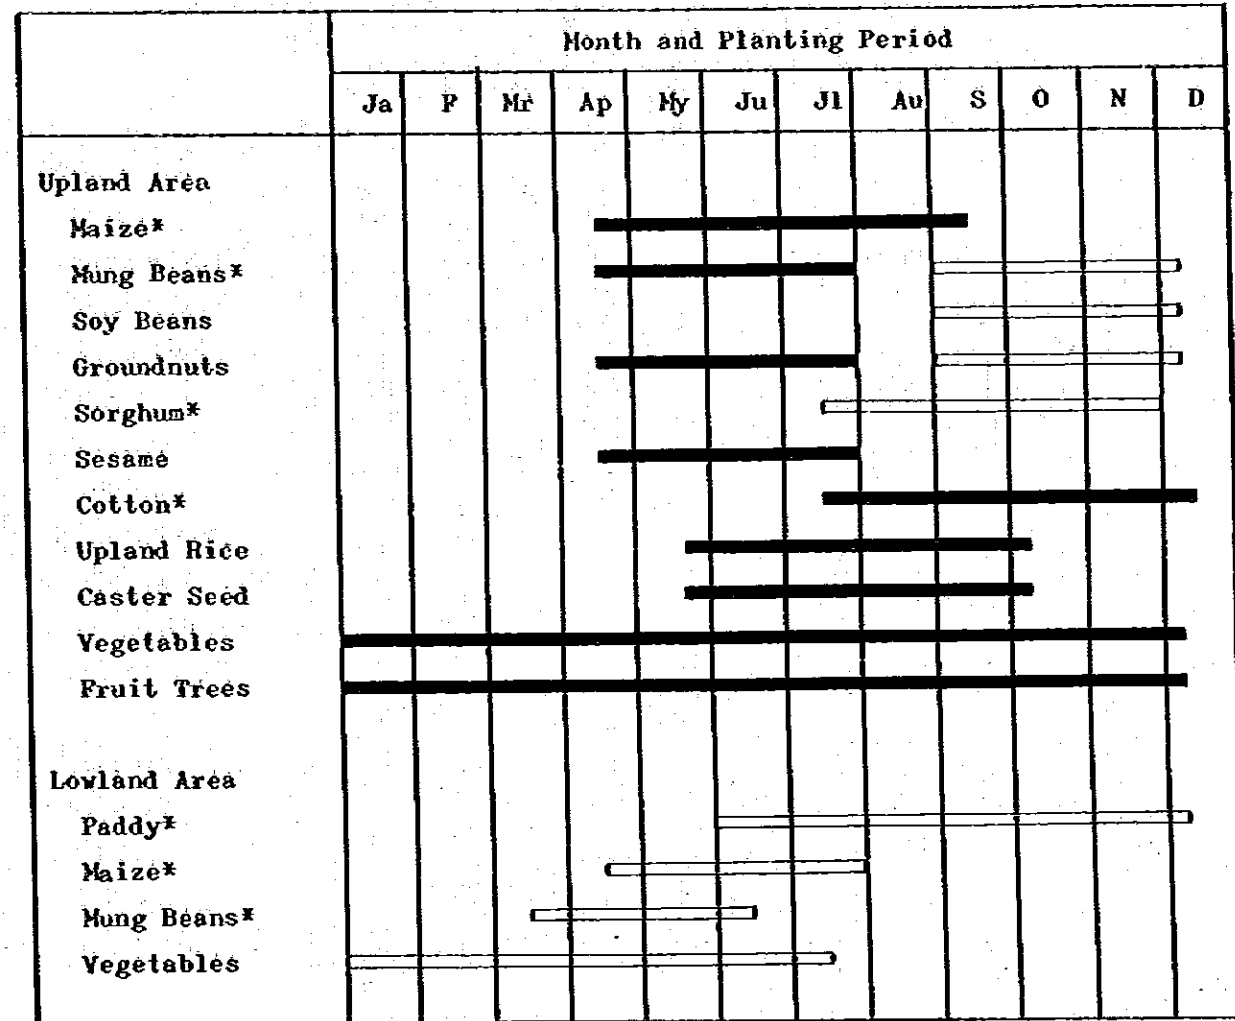 Month and Planting Period
Ja F Mr Ap My Ju Jl Au S O N D
Upland Area
Maize*
Mung Beans*
Soy Beans
Groundnuts
Sorghum*
Sesame
Cotton*
Upland Rice
Caster Seed
Vegetables
Fruit Trees
Lowland Area
Paddy*
Maize*
Mung Beans*
Vegetables